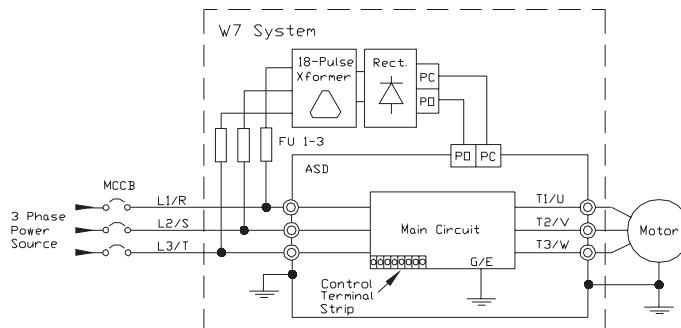 W7 System
18-Pulse
Xformer
Rect.
PC
PO
FU 1-3
PO PC
ASD
MCCB
3 Phase
Power
Source
L1/R
L2/S
L3/T
Main Circuit
G/E
T1/U
T2/V
T3/W
Motor
Control
Terminal
Strip